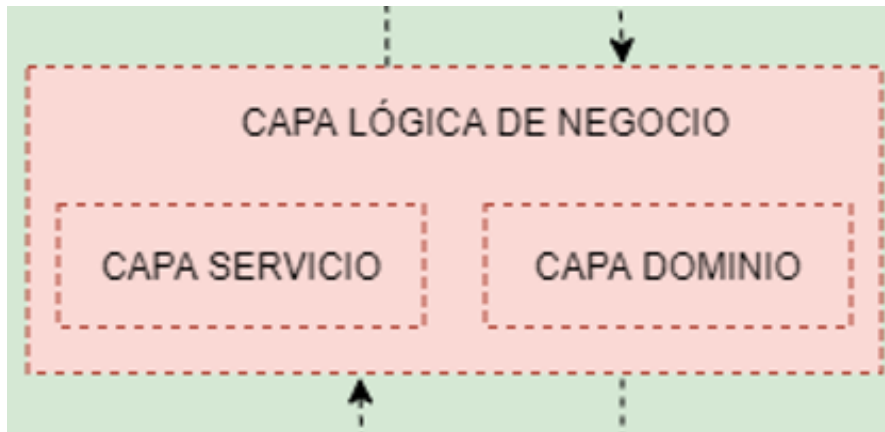 CAPA LÓGICA DE NEGOCIO
CAPA SERVICIO
CAPA DOMINIO